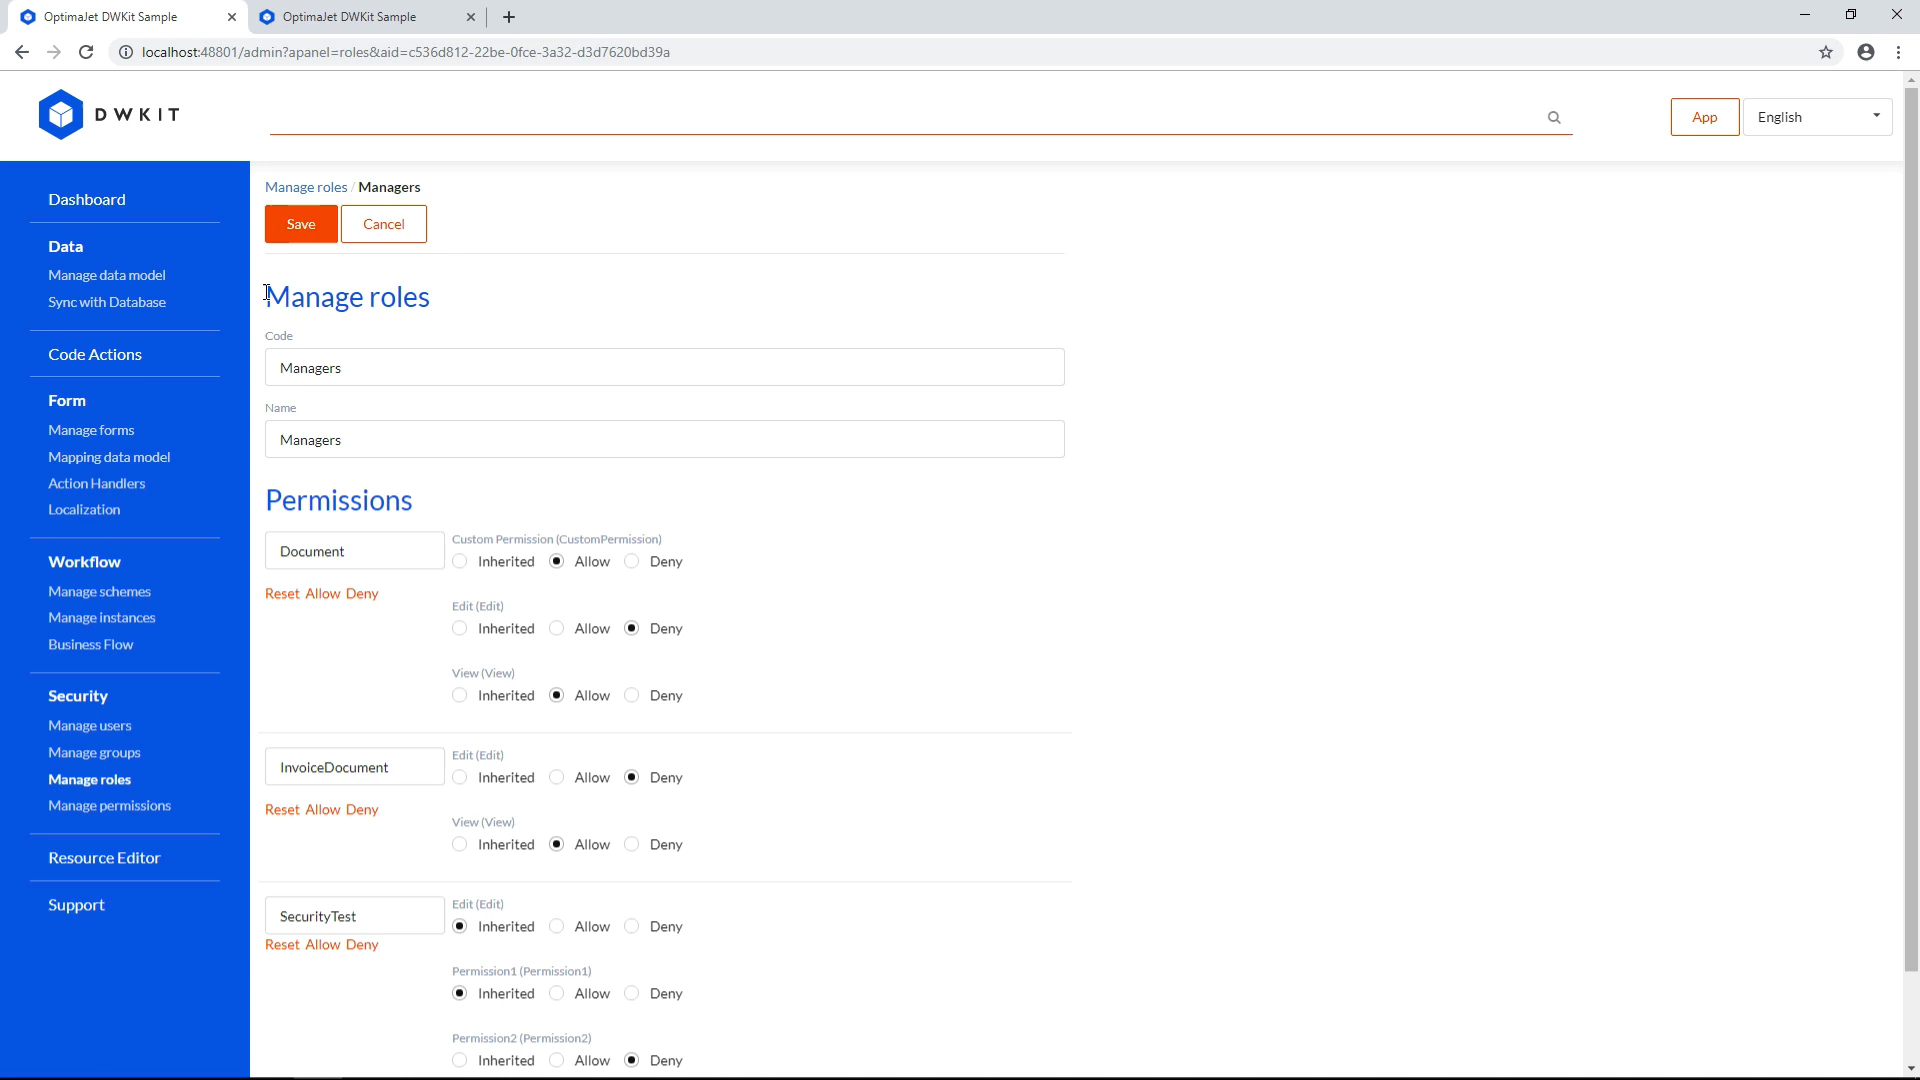 OptimaJet DWKit Sample
OptimaJet DWKit Sample
localhost:48801/admin?apanel=roles&aid=c536d812-22be-0fce-3a32-d3d7620bd39a
DWKIT
App
English
Dashboard
Data
Manage data model
Sync with Database
Code Actions
Form
Manage forms
Mapping data model
Action Handlers
Localization
Workflow
Manage schemes
Manage instances
Business Flow
Security
Manage users
Manage groups
Manage roles
Manage permissions
Resource Editor
Support
Manage roles / Managers
Save Cancel
Manage roles
Code
Managers
Name
Managers
Permissions
Document
Reset Allow Deny
Custom Permission (CustomPermission)
Inherited Allow Deny
Edit (Edit)
Inherited Allow Deny
View (View)
Inherited Allow Deny
InvoiceDocument
Reset Allow Deny
Edit (Edit)
Inherited Allow Deny
View (View)
Inherited Allow Deny
SecurityTest
Reset Allow Deny
Edit (Edit)
Inherited Allow Deny
Permission1 (Permission1)
Inherited Allow Deny
Permission2 (Permission2)
Inherited Allow Deny